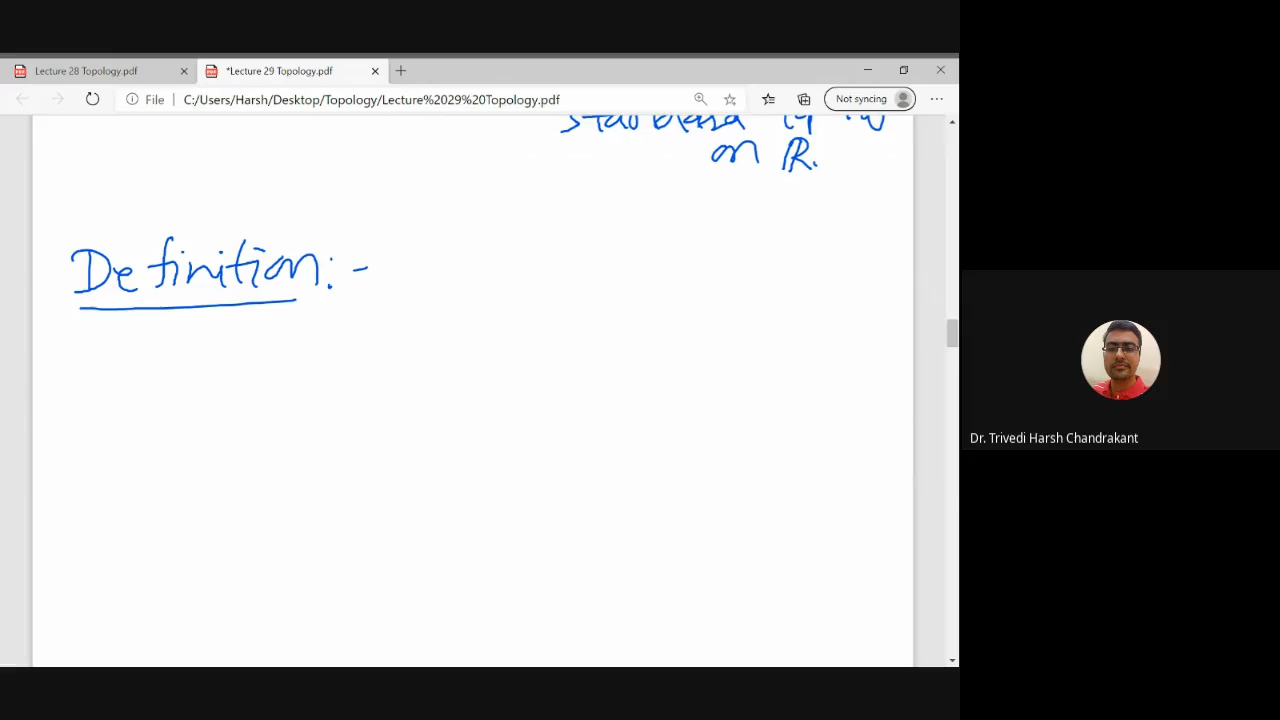 Lecture 28 Topology.pdf
*Lecture 29 Topology.pdf
File
C:/Users/Harsh/Desktop/Topology/Lecture%2029%20Topology.pdf
Not syncing
on ℝ.
Definition:-
Dr. Trivedi Harsh Chandrakant